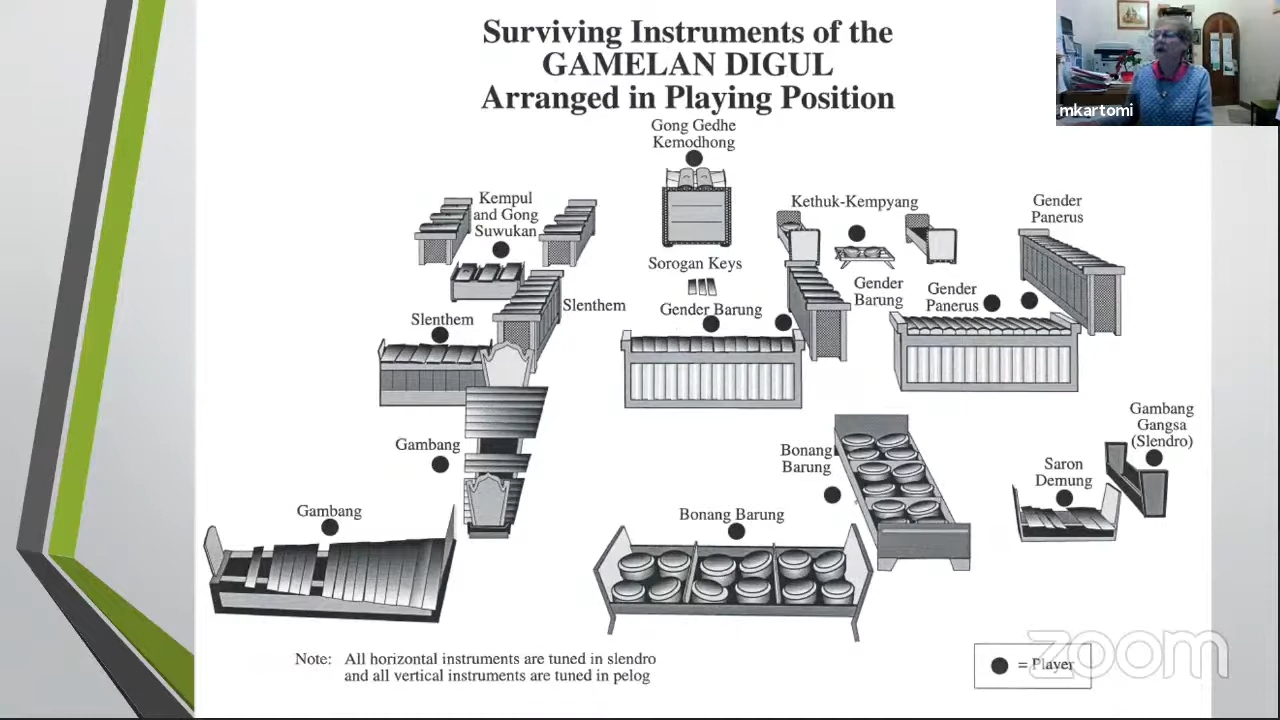 Surviving Instruments of the
GAMELAN DIGUL
Arranged in Playing Position
mkartomi
Gong Gedhe
Kemodhong
Kempul
and Gong
Suwukan
Kethuk-Kempyang
Gender
Panerus
Sorogan Keys
Slenthem
Gender Barung
Gender
Barung
Gender
Panerus
Slenthem
Gambang
Bonang
Barung
Gambang
Gangsa
(Slendro)
Saron
Demung
Gambang
Bonang Barung
Note: All horizontal instruments are tuned in slendro
and all vertical instruments are tuned in pelog
= Player
zoom